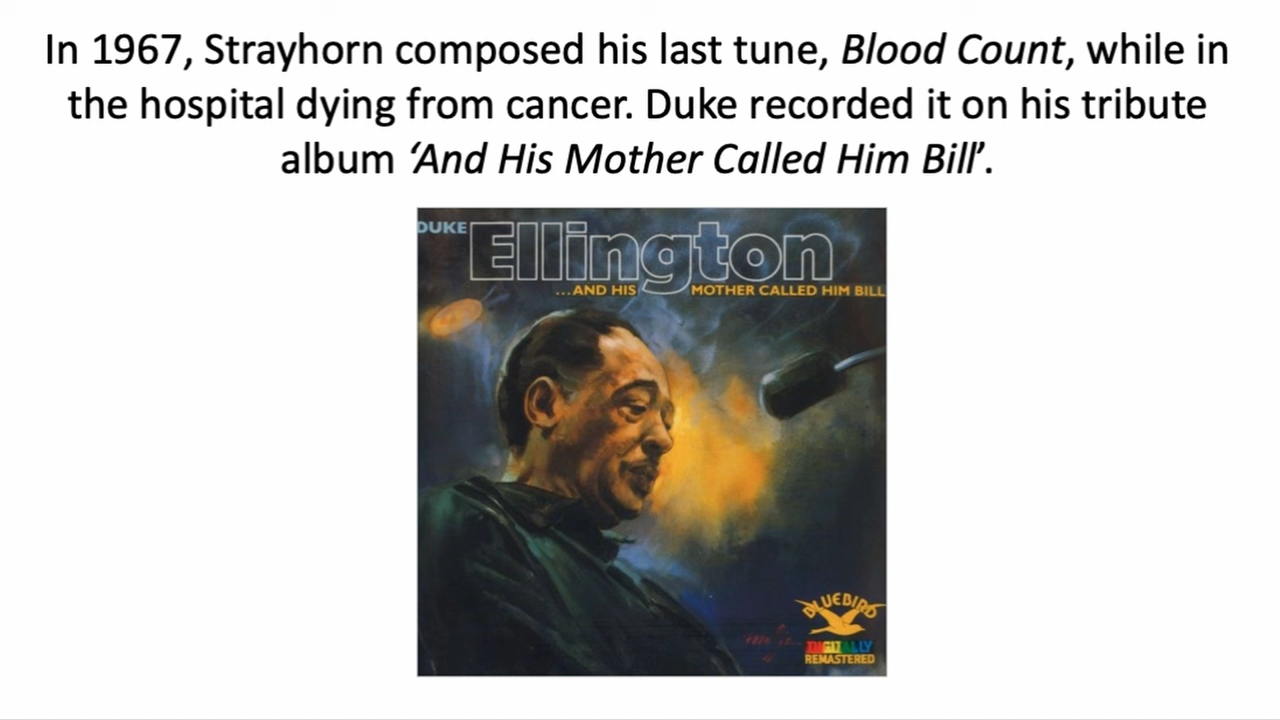 In 1967, Strayhorn composed his last tune, Blood Count, while in
the hospital dying from cancer. Duke recorded it on his tribute
album ‘And His Mother Called Him Bill’.
DUKE Ellington
...AND HIS MOTHER CALLED HIM BILL
BLUEBIRD
DIGITALLY
REMASTERED